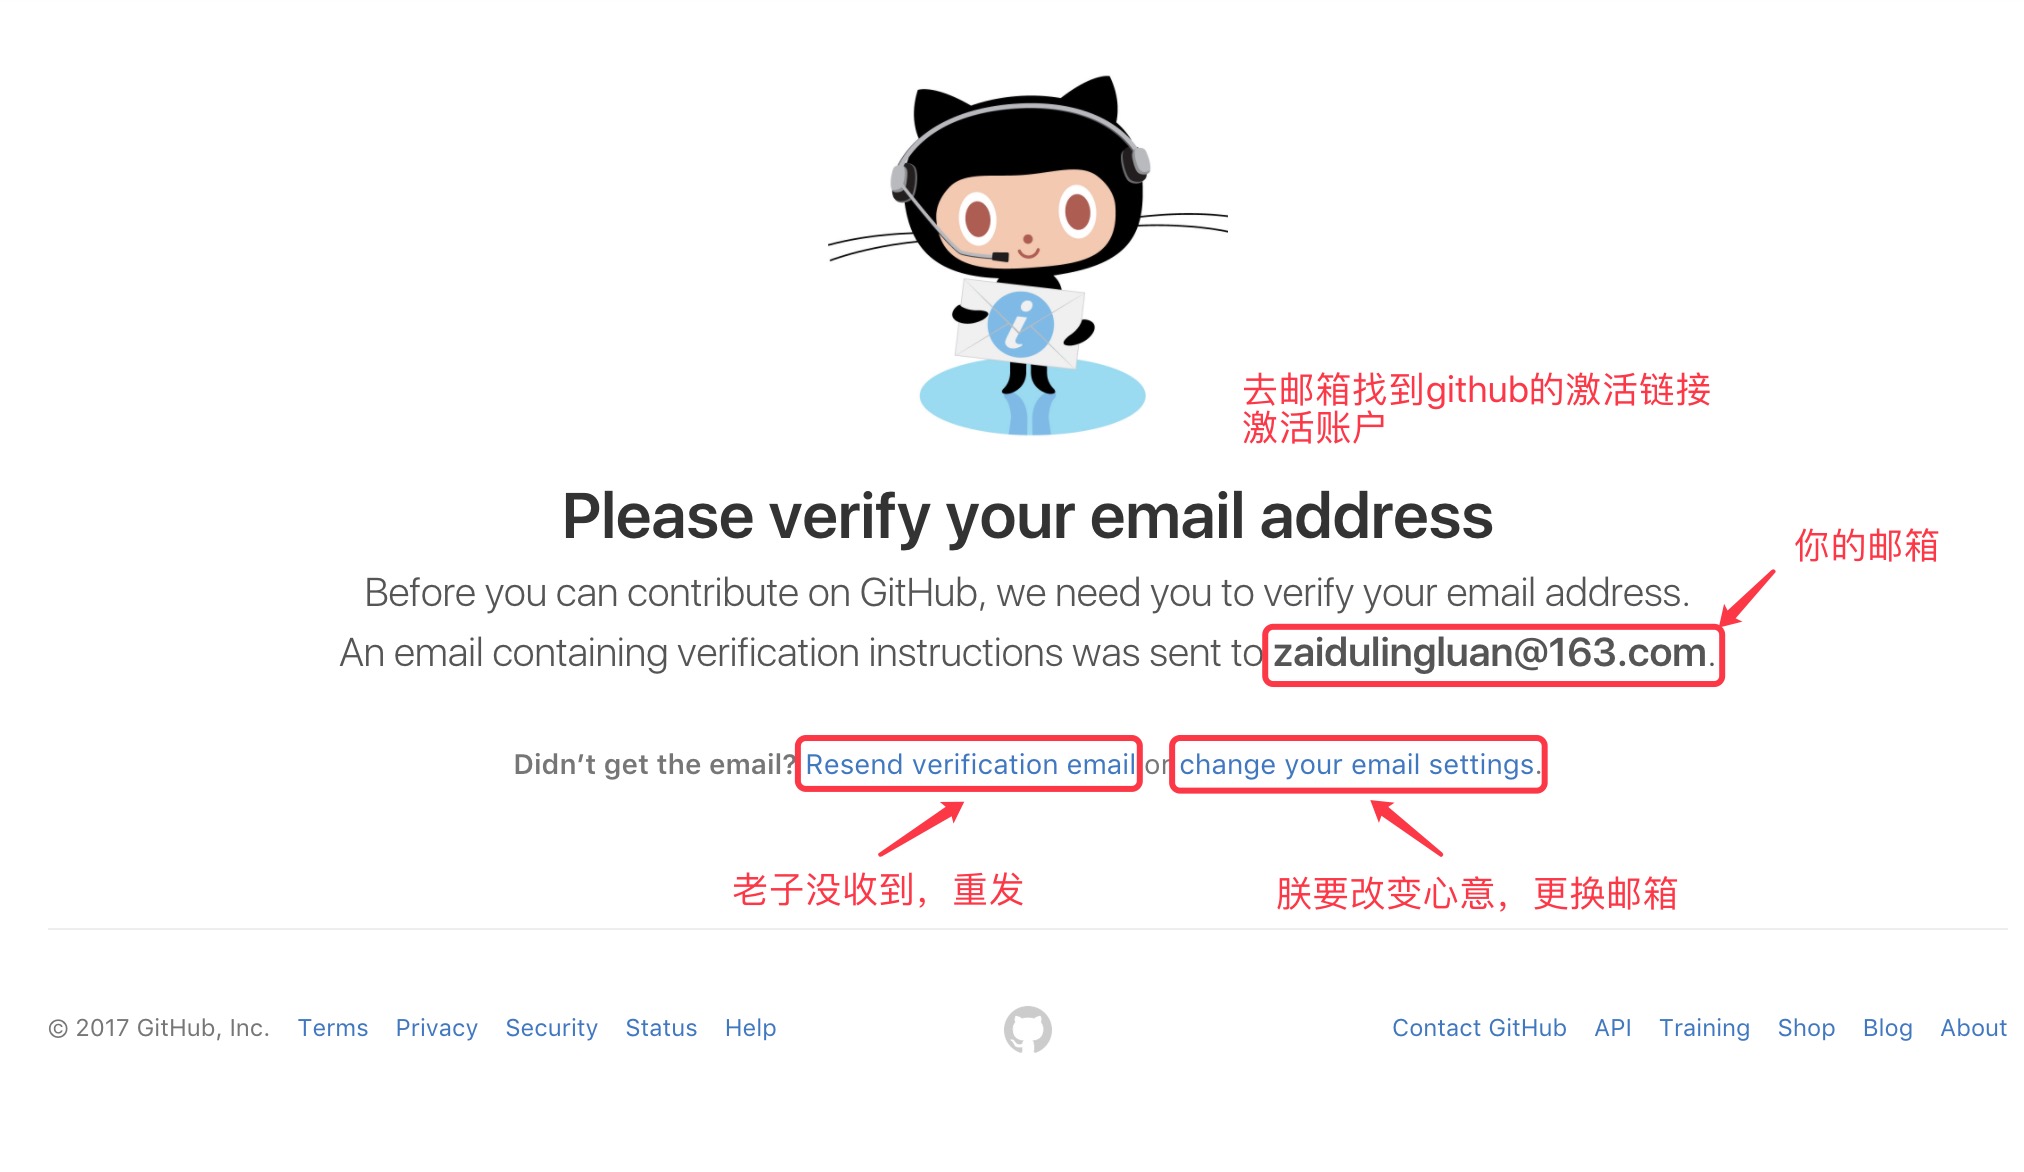 去邮箱找到github的激活链接
激活账户
Please verify your email address
你的邮箱
Before you can contribute on GitHub, we need you to verify your email address.
An email containing verification instructions was sent to zaidulingluan@163.com.
Didn’t get the email? Resend verification email or change your email settings.
老子没收到，重发
朕要改变心意，更换邮箱
© 2017 GitHub, Inc. Terms Privacy Security Status Help Contact GitHub API Training Shop Blog About